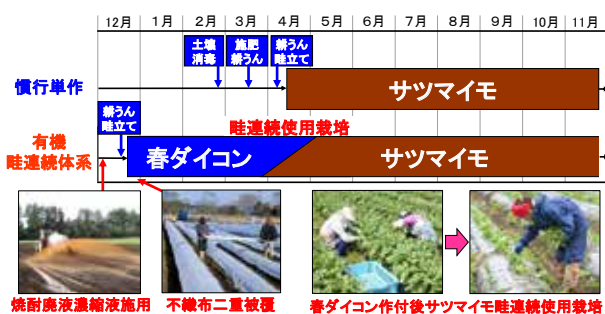 12月 1月 2月 3月 4月 5月 6月 7月 8月 9月 10月 11月
土壌
消毒
施肥
耕うん
耕うん
畦立て
慣行単作
サツマイモ
耕うん
畦立て
畦連続使用栽培
有機
畦連続体系
春ダイコン
サツマイモ
焼酎廃液濃縮液施用
不織布二重被覆
春ダイコン作付後サツマイモ畦連続使用栽培